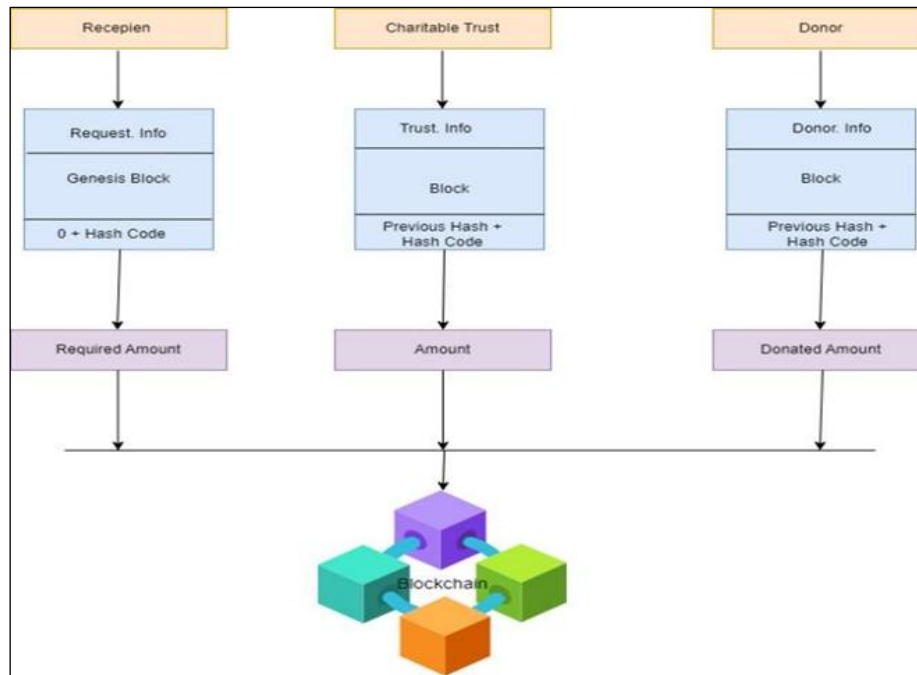 Recepien
Charitable Trust
Donor
Request. Info
Genesis Block
0 + Hash Code
Trust. Info
Block
Previous Hash +
Hash Code
Donor. Info
Block
Previous Hash +
Hash Code
Required Amount
Amount
Donated Amount
Blockchain